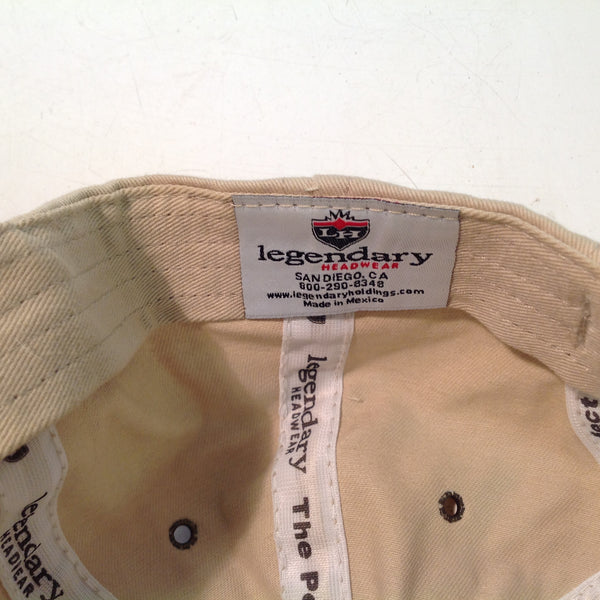 LH
legendary
HEADWEAR
SAN DIEGO, CA
800-290-8348
www.legendaryholdings.com
Made in Mexico
legendary
HEADWEAR
The
legendary
HEADWEAR